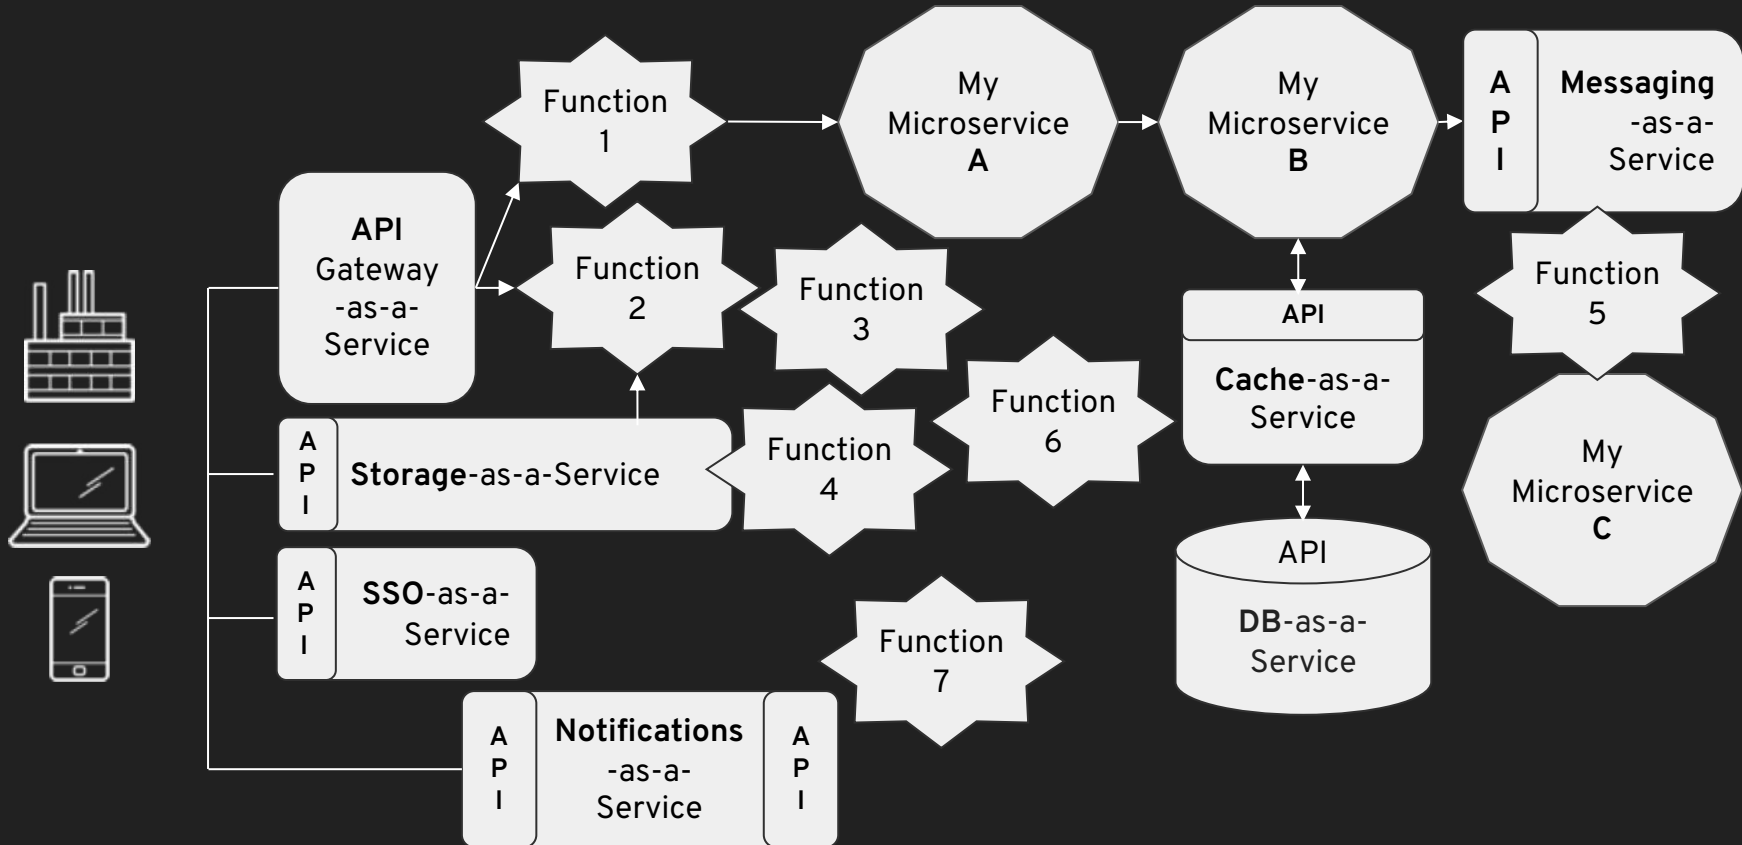 Function
1
My
Microservice
A
My
Microservice
B
A
P
I
Messaging
-as-a-
Service
API
Gateway
-as-a-
Service
Function
2
Function
3
Function
5
API
Cache-as-a-
Service
Function
6
A
P
I
Storage-as-a-Service
Function
4
My
Microservice
C
A
P
I
SSO-as-a-
Service
API
DB-as-a-
Service
Function
7
A
P
I
Notifications
-as-a-
Service
A
P
I